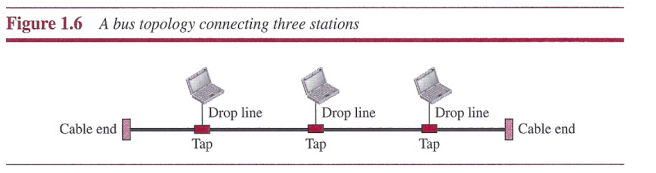 Figure 1.6 A bus topology connecting three stations
Drop line Drop line Drop line
Cable end Cable end
Tap Tap Tap